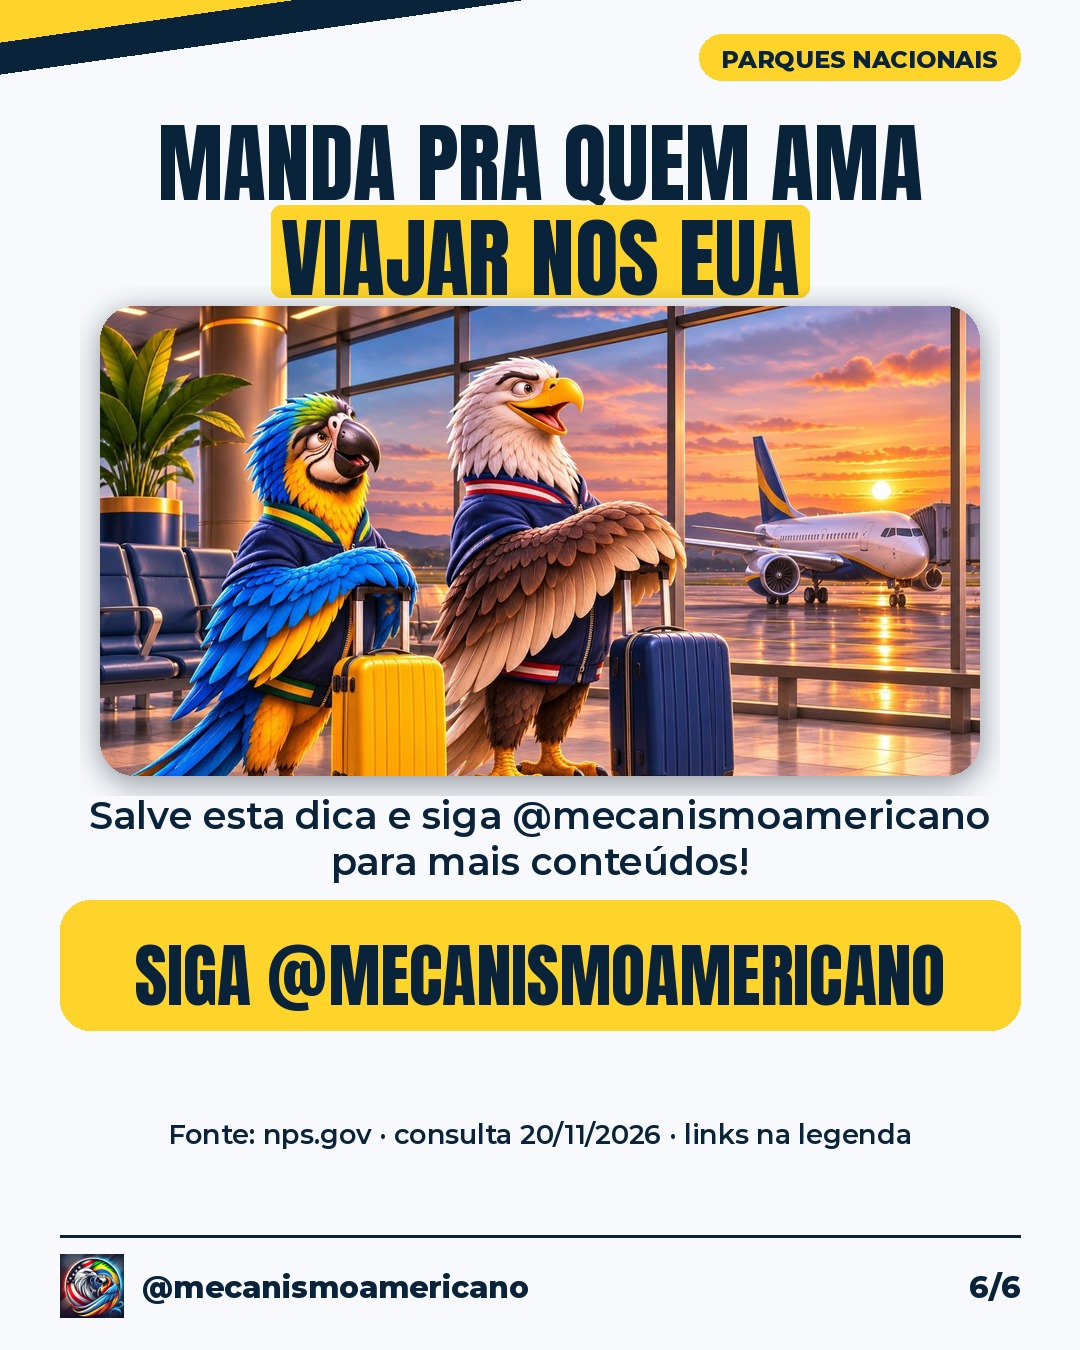 PARQUES NACIONAIS
MANDA PRA QUEM AMA
VIAJAR NOS EUA
Salve esta dica e siga @mecanismoamericano
para mais conteúdos!
SIGA @MECANISMOAMERICANO
Fonte: nps.gov · consulta 20/11/2026 · links na legenda
@mecanismoamericano
6/6